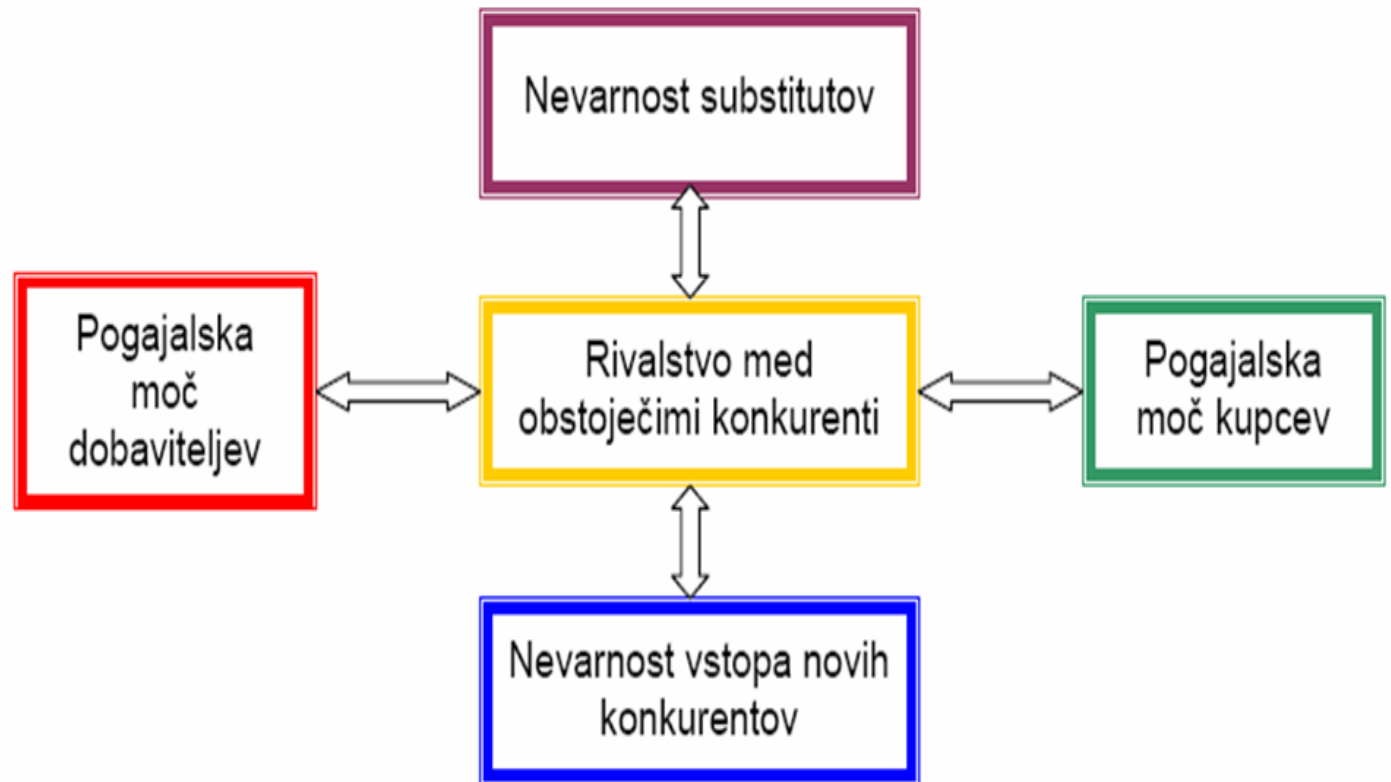 Nevarnost substitutov
Pogajalska
moč
dobaviteljev
Rivalstvo med
obstoječimi konkurenti
Pogajalska
moč kupcev
Nevarnost vstopa novih
konkurentov